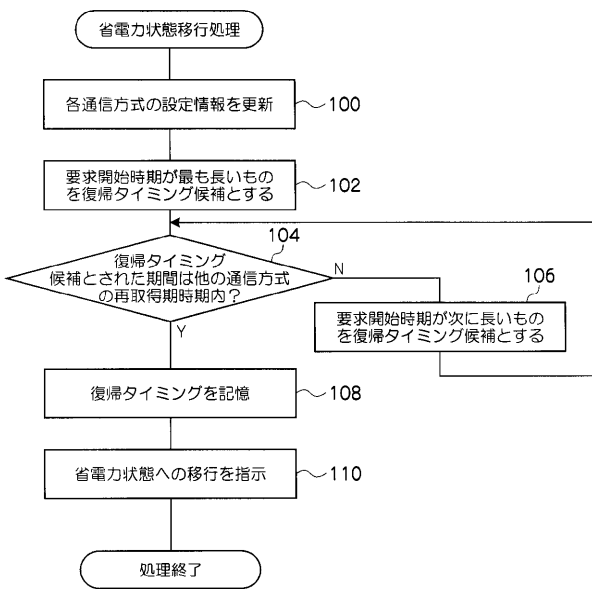 省電力状態移行処理
各通信方式の設定情報を更新
100
要求開始時期が最も長いもの
を復帰タイミング候補とする
102
104
復帰タイミング
候補とされた期間は他の通信方式
の再取得期時期内？
N
Y
106
要求開始時期が次に長いもの
を復帰タイミング候補とする
復帰タイミングを記憶
108
省電力状態への移行を指示
110
処理終了